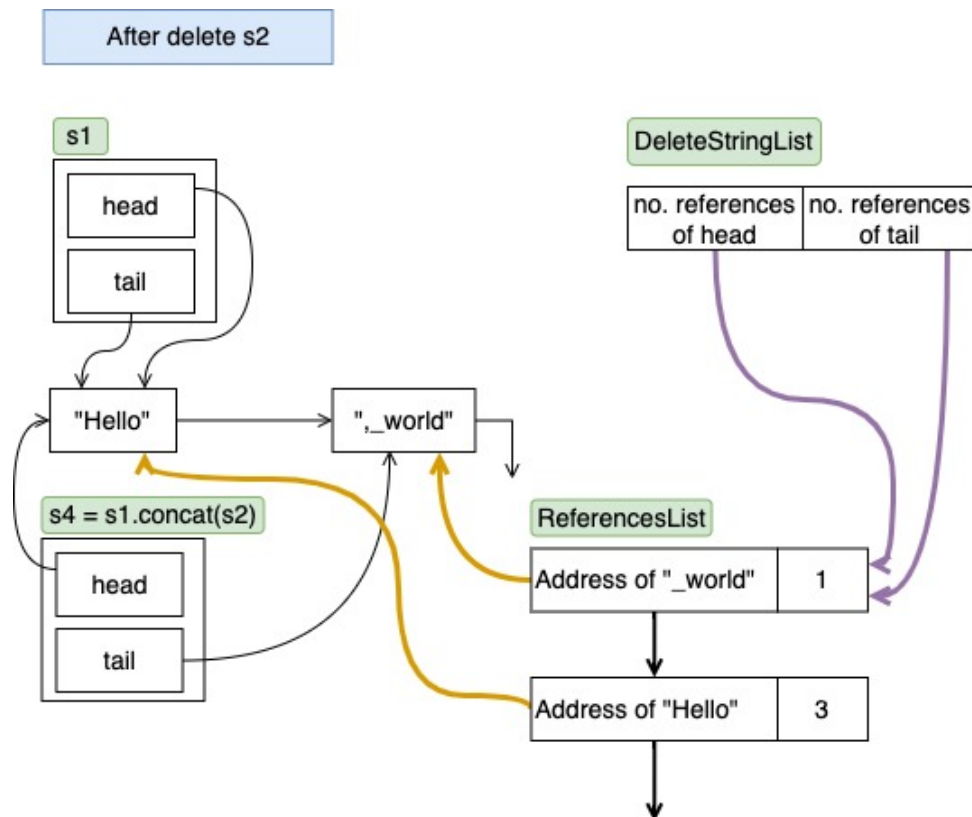 After delete s2
s1
head
tail
DeleteStringList
no. references
of head
no. references
of tail
"Hello"
",_world"
s4 = s1.concat(s2)
head
tail
ReferencesList
Address of "_world"
1
Address of "Hello"
3